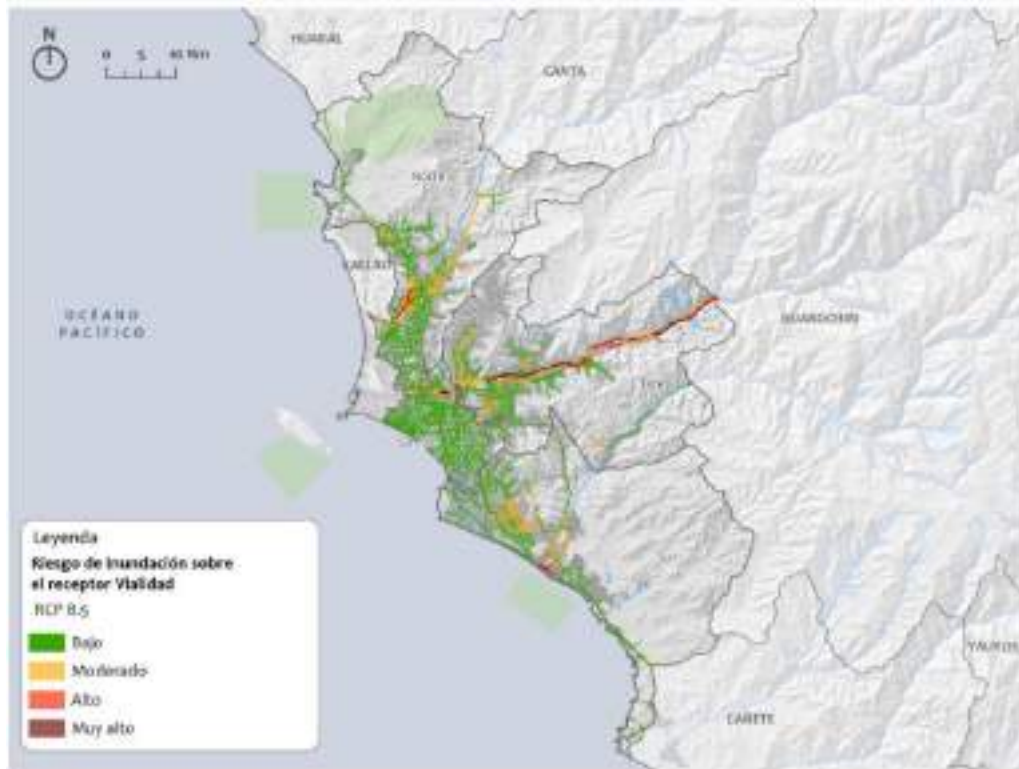 N
0 5 10 Km
HUARAL
CANTA
CALLAO
OCÉANO
PACÍFICO
HUAROCHIRÍ
Leyenda
Riesgo de inundación sobre
el receptor Vialidad
RCP 8.5
Bajo
Moderado
Alto
Muy alto
YAUYOS
CAÑETE